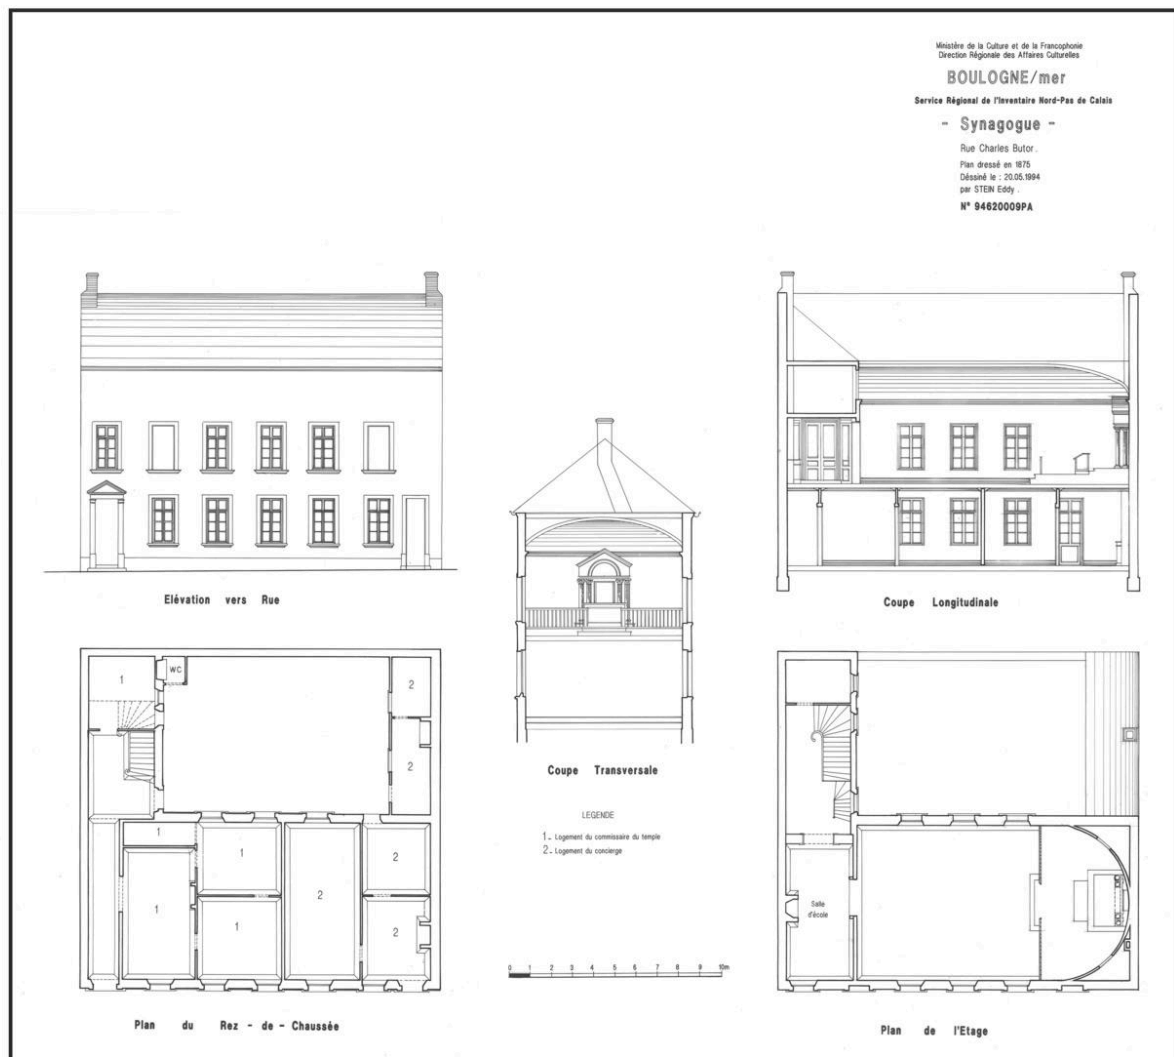 Ministère de la Culture et de la Francophonie
Direction Régionale des Affaires Culturelles
BOULOGNE/mer
Service Régional de l'Inventaire Nord-Pas de Calais
- Synagogue -
Rue Charles Butor.
Plan dressé en 1875
Déssiné le : 20.05.1994
par STEIN Eddy.
N° 94620009PA
Elévation vers Rue
Coupe Longitudinale
Coupe Transversale
1
WC
2
2
1
1
2
2
1
1
2
LEGENDE
1_ Logement du commissaire du temple
2_ Logement du concierge
Salle
d'école
0 1 2 3 4 5 6 7 8 9 10m
Plan du Rez - de - Chaussée
Plan de l'Etage